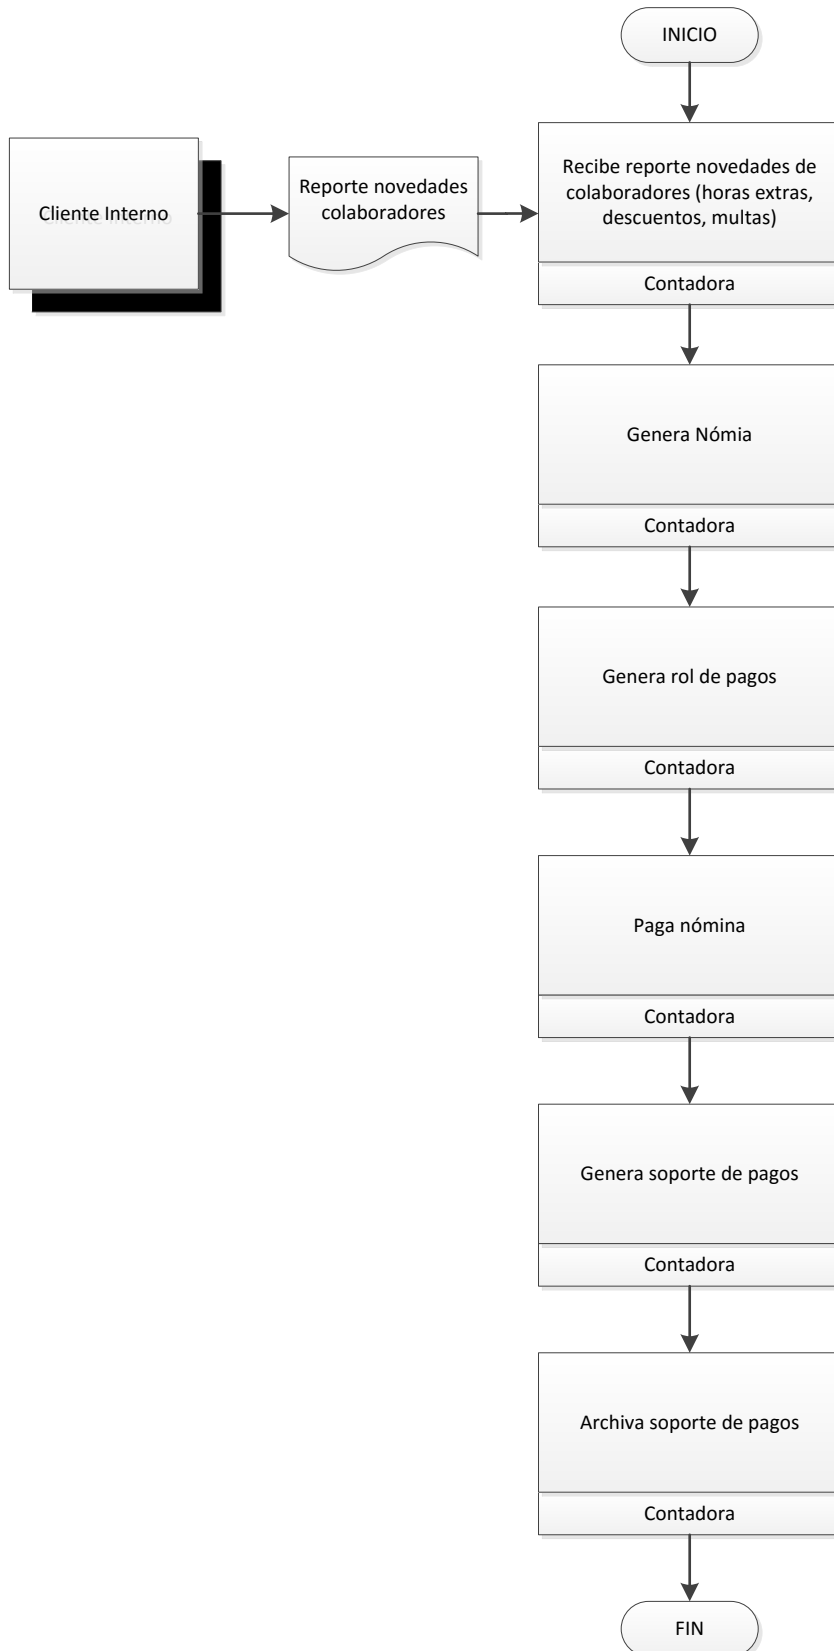 INICIO
Cliente Interno
Reporte novedades
colaboradores
Recibe reporte novedades de
colaboradores (horas extras,
descuentos, multas)
Contadora
Genera Nómia
Contadora
Genera rol de pagos
Contadora
Paga nómina
Contadora
Genera soporte de pagos
Contadora
Archiva soporte de pagos
Contadora
FIN